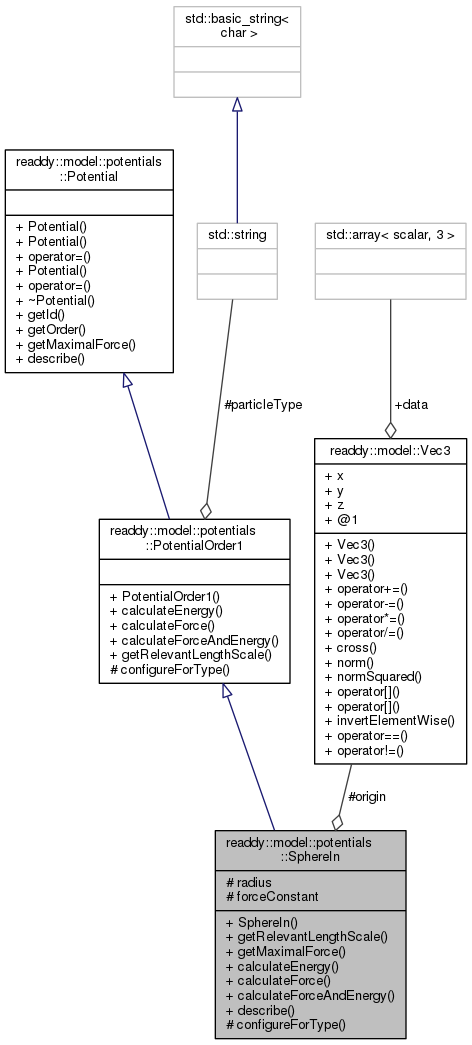 std::basic_string<
char >
readdy::model::potentials
::Potential
+ Potential()
+ Potential()
+ operator=()
+ Potential()
+ operator=()
+ ~Potential()
+ getId()
+ getOrder()
+ getMaximalForce()
+ describe()
std::string
std::array< scalar, 3 >
#particleType
+data
readdy::model::Vec3
+ x
+ y
+ z
+ @1
+ Vec3()
+ Vec3()
+ Vec3()
+ operator+=()
+ operator-=()
+ operator*=()
+ operator/=()
+ cross()
+ norm()
+ normSquared()
+ operator[]()
+ operator[]()
+ invertElementWise()
+ operator==()
+ operator!=()
readdy::model::potentials
::PotentialOrder1
+ PotentialOrder1()
+ calculateEnergy()
+ calculateForce()
+ calculateForceAndEnergy()
+ getRelevantLengthScale()
# configureForType()
#origin
readdy::model::potentials
::SphereIn
# radius
# forceConstant
+ SphereIn()
+ getRelevantLengthScale()
+ getMaximalForce()
+ calculateEnergy()
+ calculateForce()
+ calculateForceAndEnergy()
+ describe()
# configureForType()